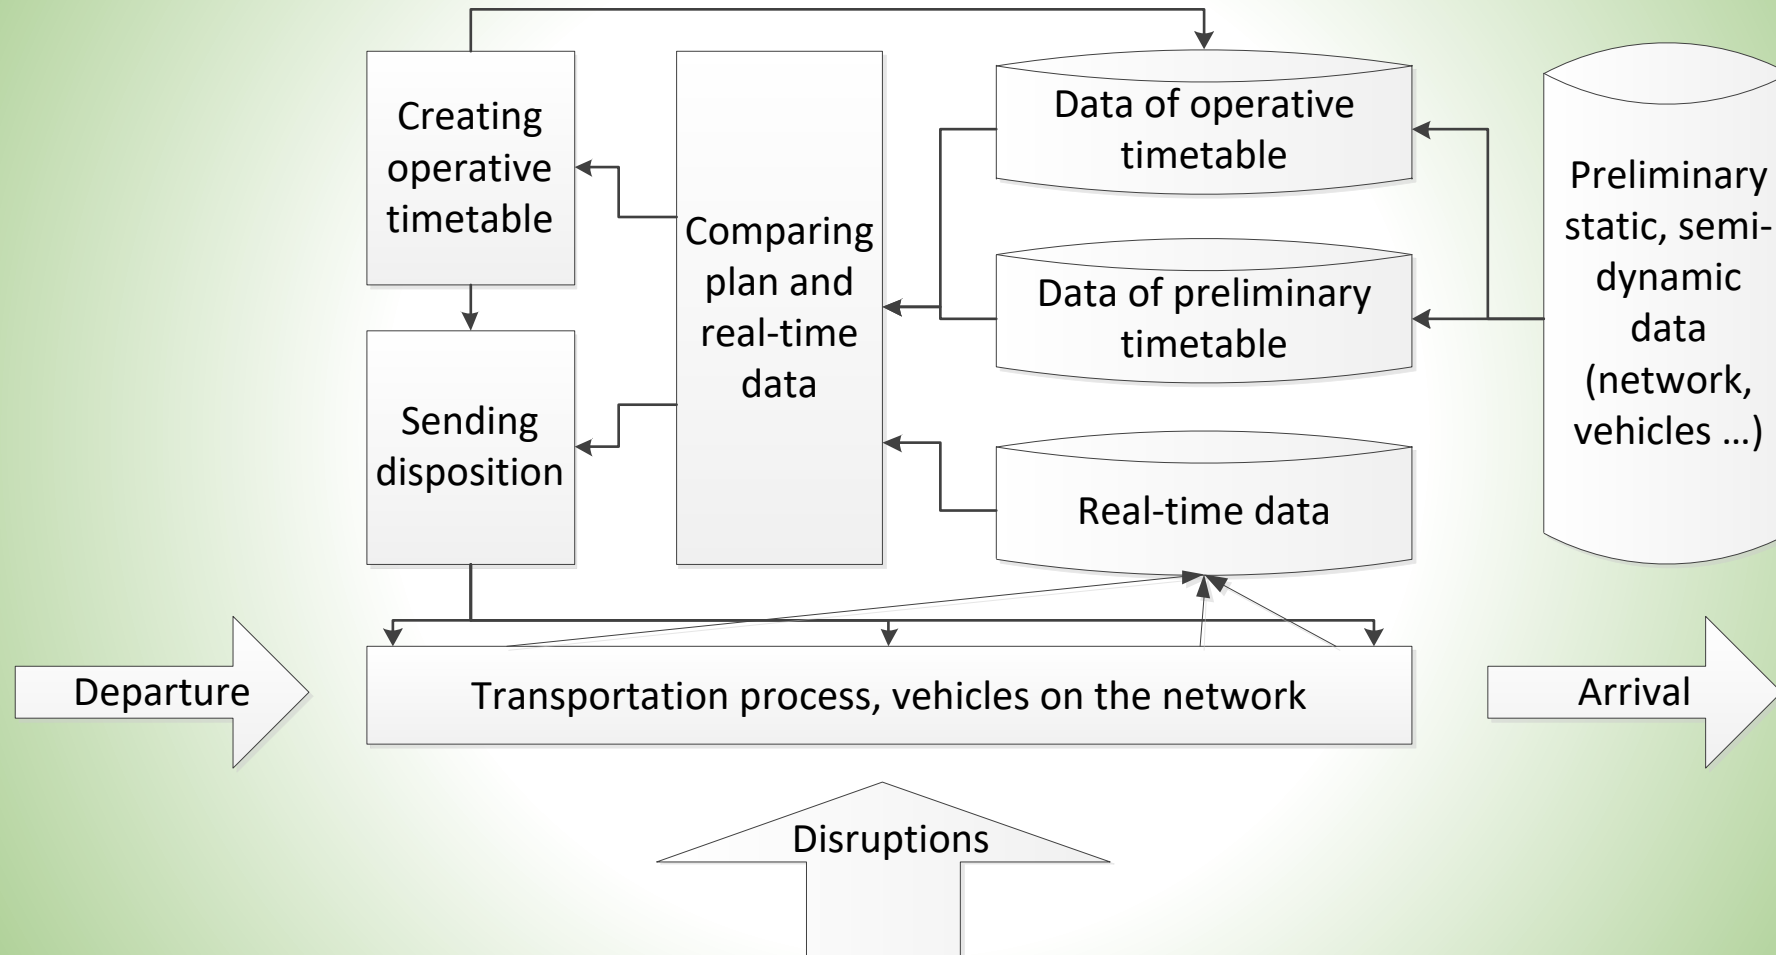 Creating
operative
timetable
Sending
disposition
Comparing
plan and
real-time
data
Data of operative
timetable
Data of preliminary
timetable
Real-time data
Preliminary
static, semi-
dynamic
data
(network,
vehicles ...)
Departure
Transportation process, vehicles on the network
Arrival
Disruptions